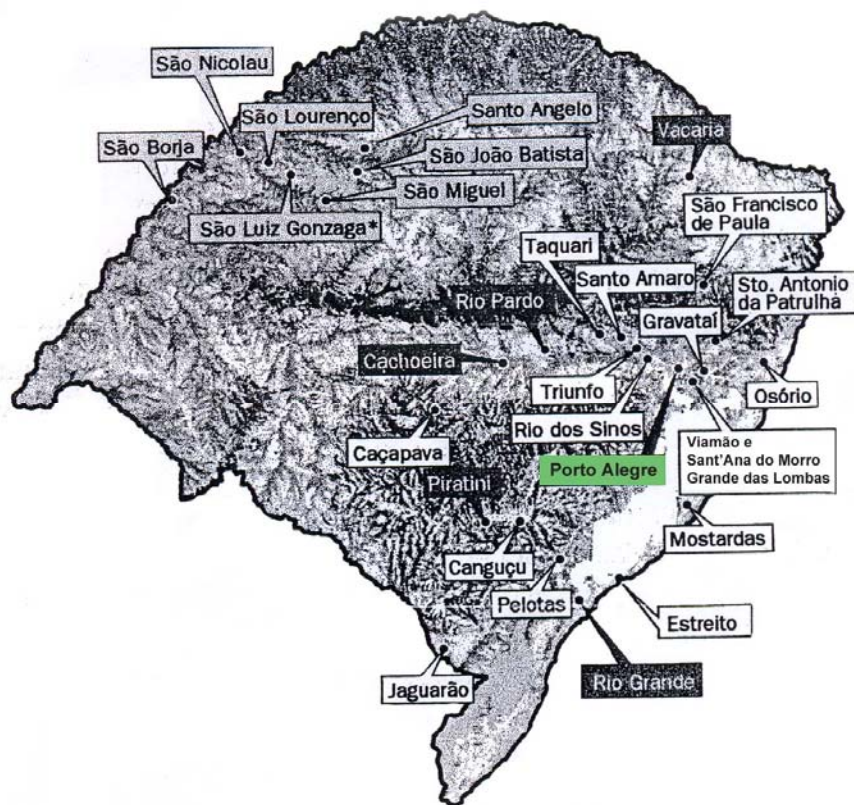 São Nicolau
São Lourenço
Santo Angelo
Vacaria
São Borja
São João Batista
São Miguel
São Francisco
de Paula
São Luiz Gonzaga*
Taquari
Santo Amaro
Sto. Antonio
da Patrulha
Rio Pardo
Gravataí
Cachoeira
Triunfo
Osório
Rio dos Sinos
Caçapava
Viamão e
Sant'Ana do Morro
Grande das Lombas
Porto Alegre
Piratini
Mostardas
Canguçu
Pelotas
Estreito
Jaguarão
Rio Grande